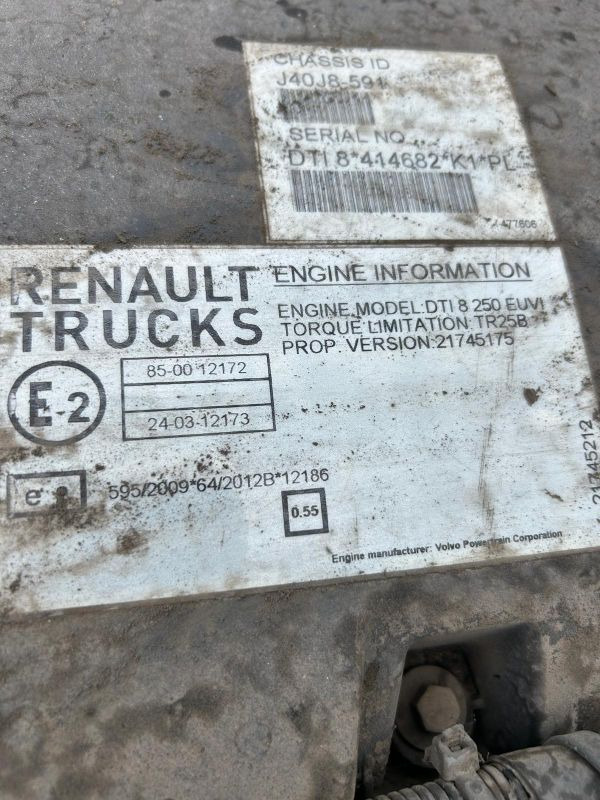 CHASSIS ID
J40J8-591
SERIAL NO
DTI 8*414682*K1*PL
477606
RENAULT
TRUCKS
ENGINE INFORMATION
ENGINE MODEL:DTI 8 250 EUVI
TORQUE LIMITATION:TR25B
PROP. VERSION:21745175
E-2
85-00 12172
24-03-12173
595/2009*64/2012B*12186
0.55
Engine manufacturer: Volvo Powertrain Corporation
21745212